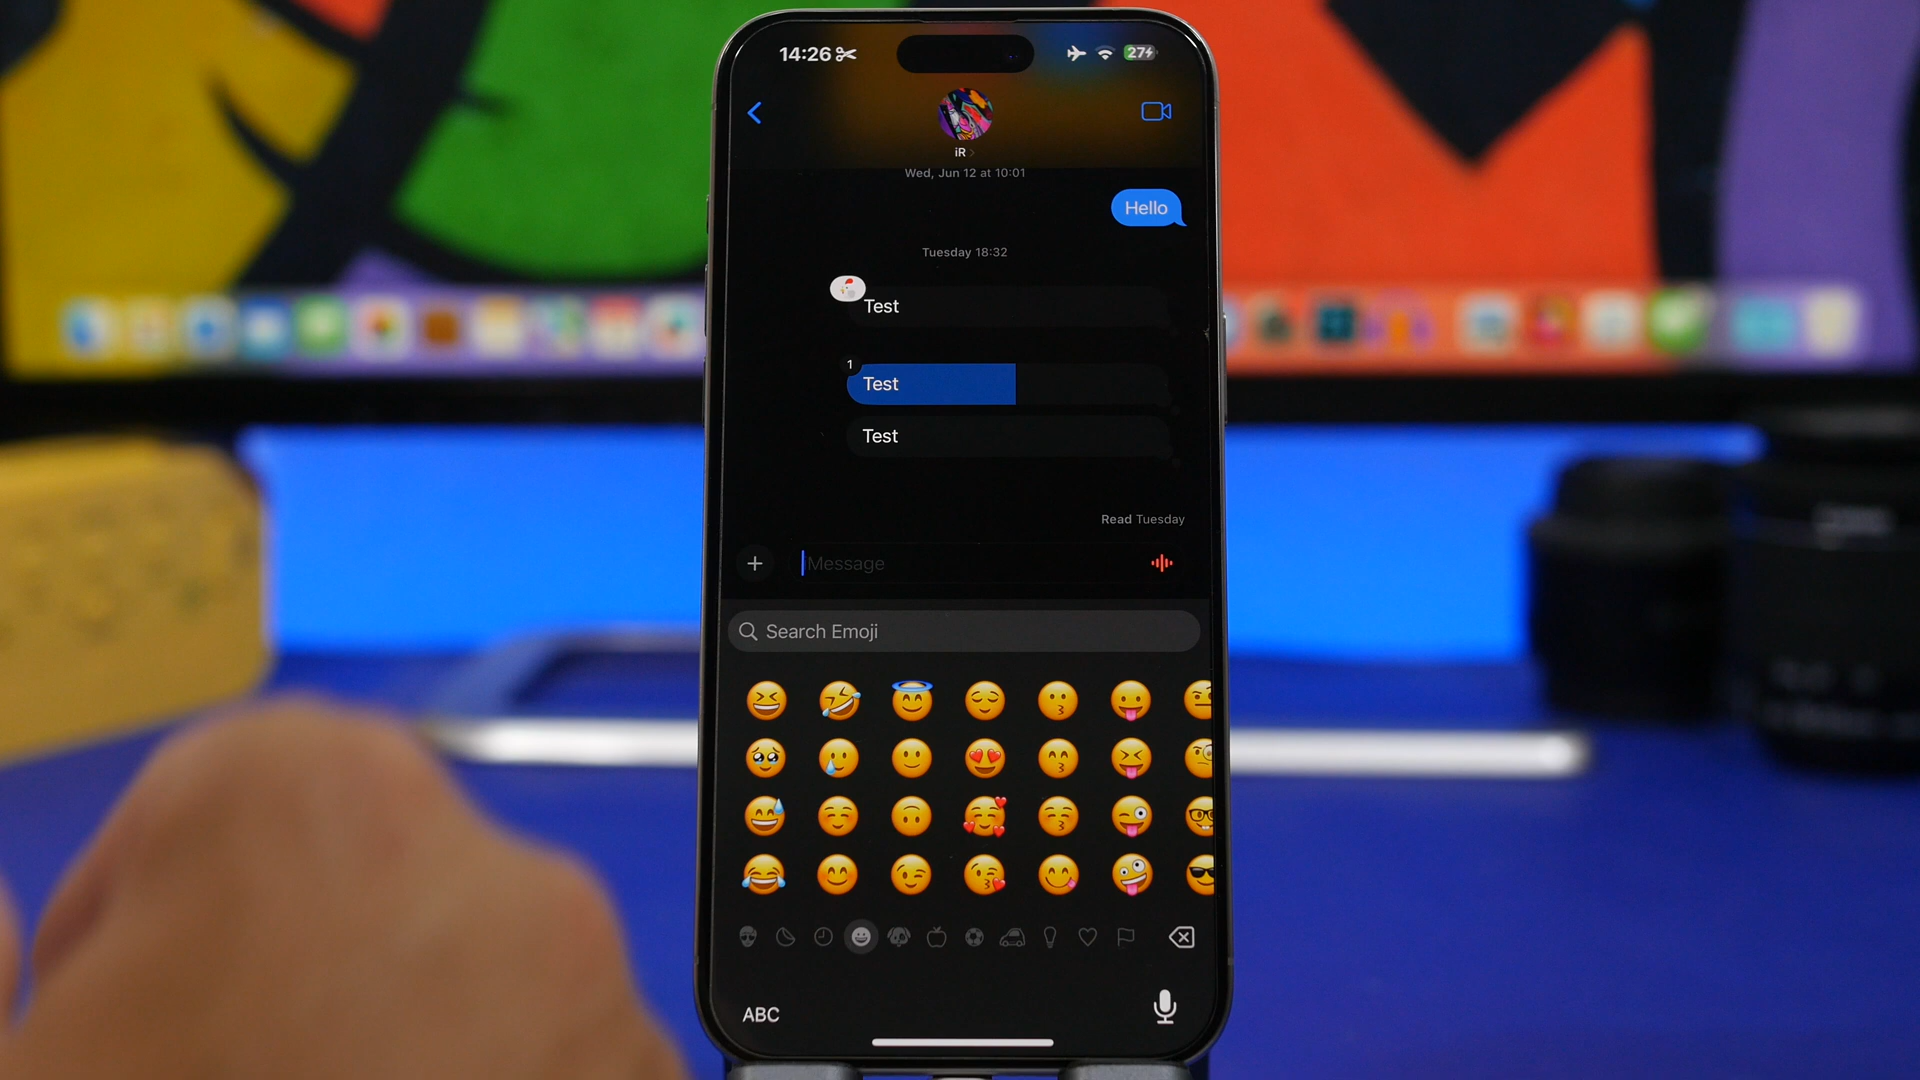 14:26
27
iR
Wed, Jun 12 at 10:01
Hello
Tuesday 18:32
Test
1
Test
Test
Read Tuesday
Message
Search Emoji
ABC